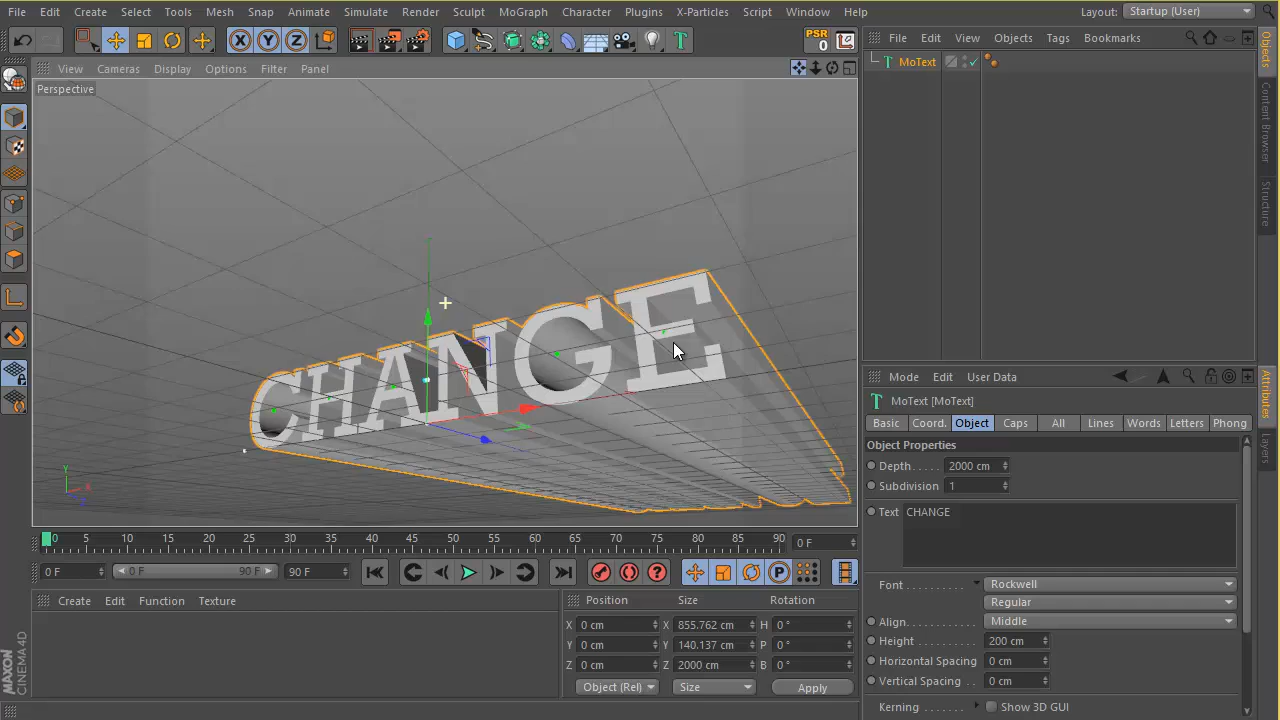 File Edit Create Select Tools Mesh Snap Animate Simulate Render Sculpt MoGraph Character Plugins X-Particles Script Window Help Layout: Startup (User)
X Y Z PSR 0 T
File Edit View Objects Tags Bookmarks
View Cameras Display Options Filter Panel
MoText
Perspective
CHANGE
Y X
Objects
Content Browser
Structure
Attributes
Layers
Mode Edit User Data
MoText [MoText]
Basic Coord. Object Caps All Lines Words Letters Phong
Object Properties
Depth..... 2000 cm
Subdivision 1
Text CHANGE
Font.......... Rockwell
Regular
Align.......... Middle
Height........ 200 cm
Horizontal Spacing 0 cm
Vertical Spacing .. 0 cm
Kerning ....... Show 3D GUI
0 5 10 15 20 25 30 35 40 45 50 55 60 65 70 75 80 85 90 0 F
0 F 0 F 90 F 90 F P
Create Edit Function Texture
Position Size Rotation
X 0 cm X 855.762 cm H 0 °
Y 0 cm Y 140.137 cm P 0 °
Z 0 cm Z 2000 cm B 0 °
Object (Rel) Size Apply
MAXON
CINEMA 4D